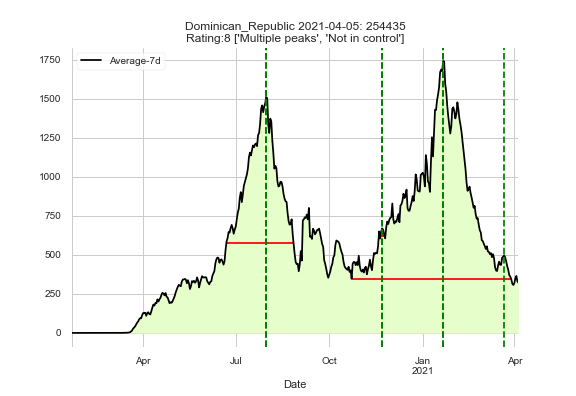 Dominican_Republic 2021-04-05: 254435
Rating:8 ['Multiple peaks', 'Not in control']
Average-7d
1750
1500
1250
1000
750
500
250
0
Apr
Jul
Oct
Jan
2021
Apr
Date